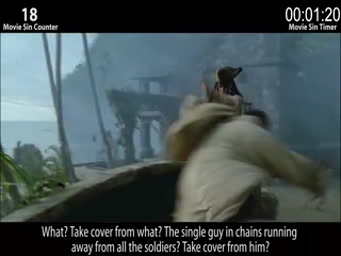 18
Movie Sin Counter
00:01:20
Movie Sin Timer
What? Take cover from what? The single guy in chains running
away from all the soldiers? Take cover from him?